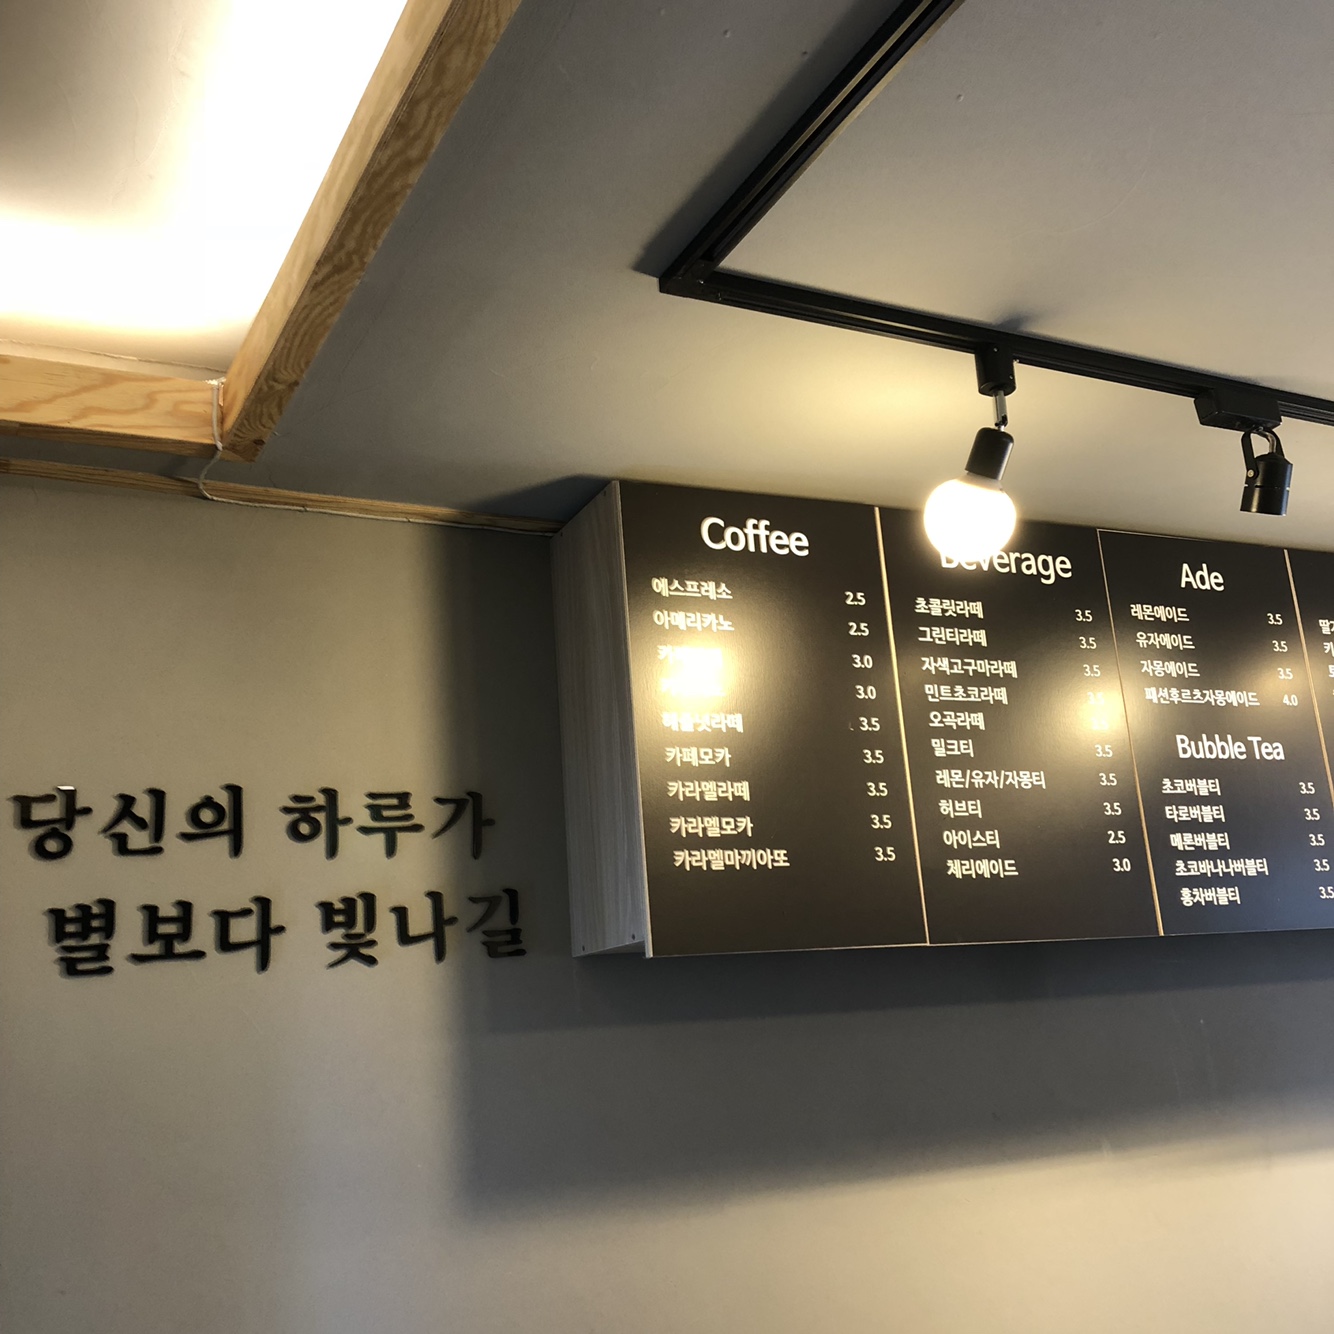 당신의 하루가
별보다 빛나길
Coffee
에스프레소 2.5
아메리카노 2.5
3.0
3.0
3.5
카페모카 3.5
카라멜라떼 3.5
카라멜모카 3.5
카라멜마끼아또 3.5
Beverage
초콜릿라떼 3.5
그린티라떼 3.5
자색고구마라떼 3.5
민트초코라떼
오곡라떼
밀크티 3.5
레몬/유자/자몽티 3.5
허브티 3.5
아이스티 2.5
체리에이드 3.0
Ade
레몬에이드 3.5
유자에이드 3.5
자몽에이드 3.5
패션후르츠자몽에이드 4.0
Bubble Tea
초코버블티 3.5
타로버블티 3.5
메론버블티 3.5
초코바나나버블티 3.5
홍차버블티 3.5